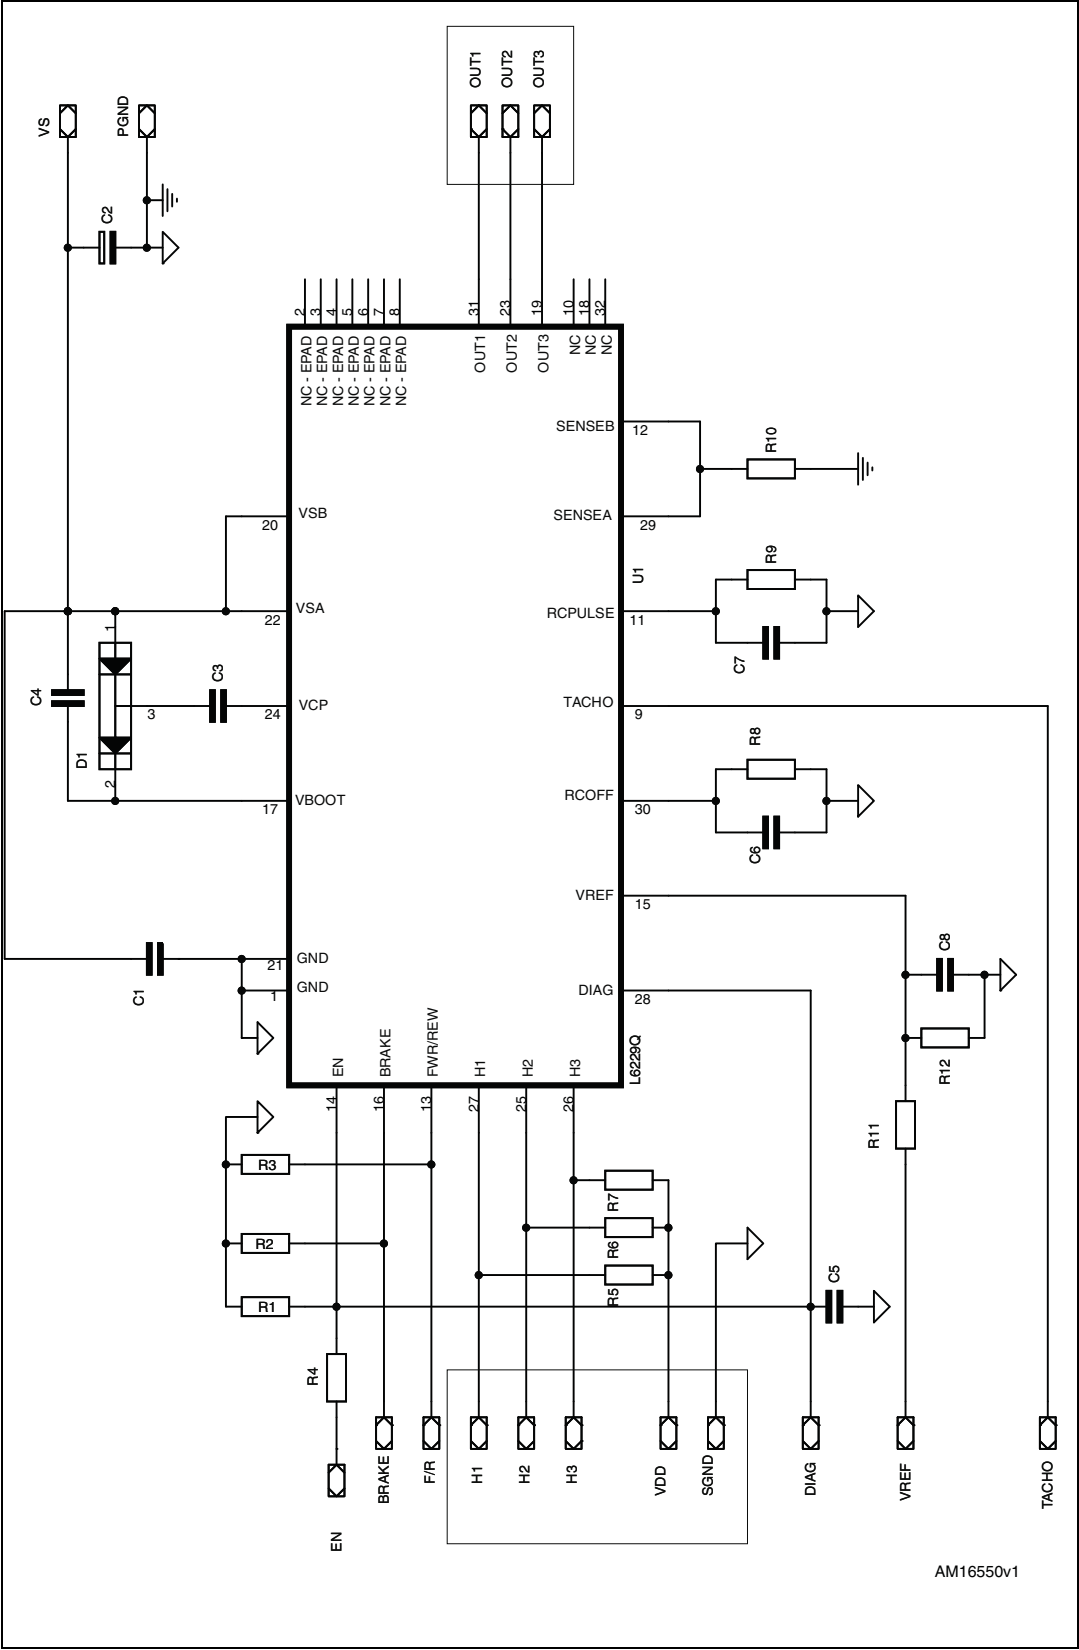 OUT1
OUT2
OUT3
VS
PGND
C2
2
3
4
5
6
7
8
31
23
19
10
18
32
NC - EPAD
NC - EPAD
NC - EPAD
NC - EPAD
NC - EPAD
NC - EPAD
NC - EPAD
OUT1
OUT2
OUT3
NC
NC
NC
SENSEB
12
R10
VSB
20
SENSEA
29
U1
R9
VSA
22
RCPULSE
11
C7
1
C4
C3
3
VCP
24
TACHO
9
D1
2
R8
VBOOT
17
RCOFF
30
C6
VREF
15
C1
GND
21
GND
1
DIAG
28
C8
R12
EN
BRAKE
FWR/REW
H1
H2
H3
L6229Q
14
16
13
27
25
26
R11
R3
R2
R1
R7
R6
R5
C5
R4
EN
BRAKE
F/R
H1
H2
H3
VDD
SGND
DIAG
VREF
TACHO
AM16550v1